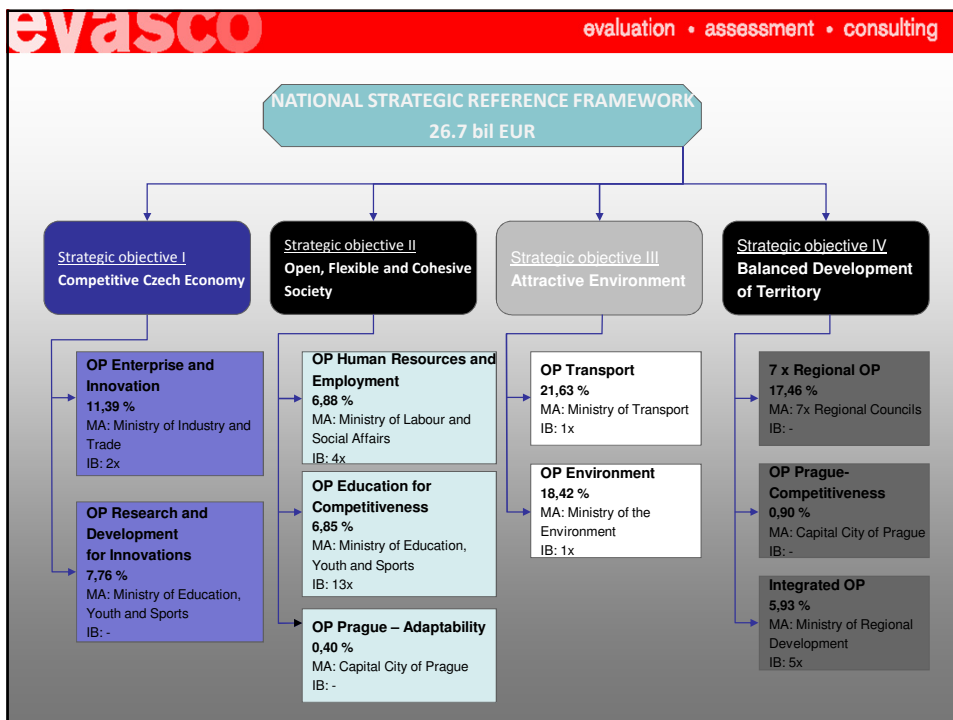 evasco
evaluation • assessment • consulting
NATIONAL STRATEGIC REFERENCE FRAMEWORK
26.7 bil EUR
Strategic objective I
Competitive Czech Economy
OP Enterprise and
Innovation
11,39 %
MA: Ministry of Industry and
Trade
IB: 2x
OP Research and
Development
for Innovations
7,76 %
MA: Ministry of Education,
Youth and Sports
IB: -
Strategic objective II
Open, Flexible and Cohesive
Society
OP Human Resources and
Employment
6,88 %
MA: Ministry of Labour and
Social Affairs
IB: 4x
OP Education for
Competitiveness
6,85 %
MA: Ministry of Education,
Youth and Sports
IB: 13x
OP Prague – Adaptability
0,40 %
MA: Capital City of Prague
IB: -
Strategic objective III
Attractive Environment
OP Transport
21,63 %
MA: Ministry of Transport
IB: 1x
OP Environment
18,42 %
MA: Ministry of the
Environment
IB: 1x
Strategic objective IV
Balanced Development
of Territory
7 x Regional OP
17,46 %
MA: 7x Regional Councils
IB: -
OP Prague-
Competitiveness
0,90 %
MA: Capital City of Prague
IB: -
Integrated OP
5,93 %
MA: Ministry of Regional
Development
IB: 5x